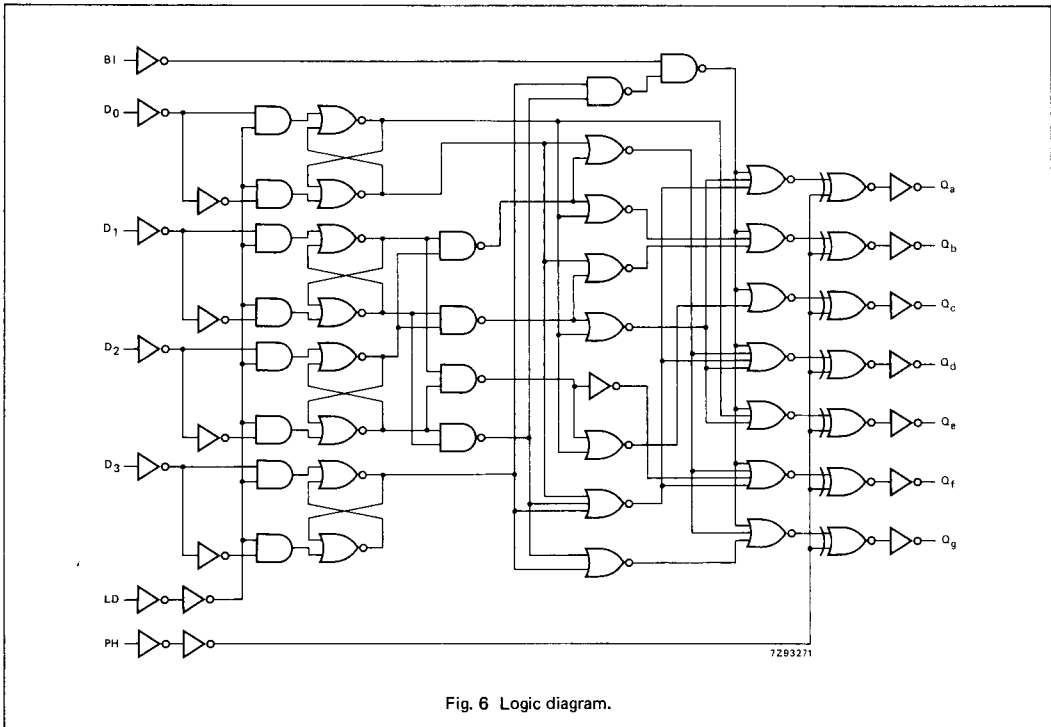 BI
D0
D1
D2
D3
LD
PH
Qa
Qb
Qc
Qd
Qe
Qf
Qg
7Z93271
Fig. 6 Logic diagram.